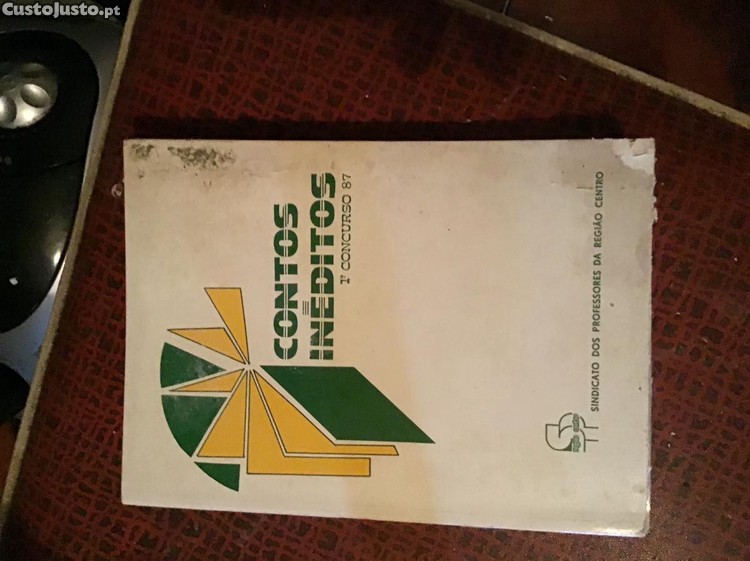 CustoJusto.pt
CONTOS
INÉDITOS
1º CONCURSO 87
SINDICATO DOS PROFESSORES DA REGIÃO CENTRO